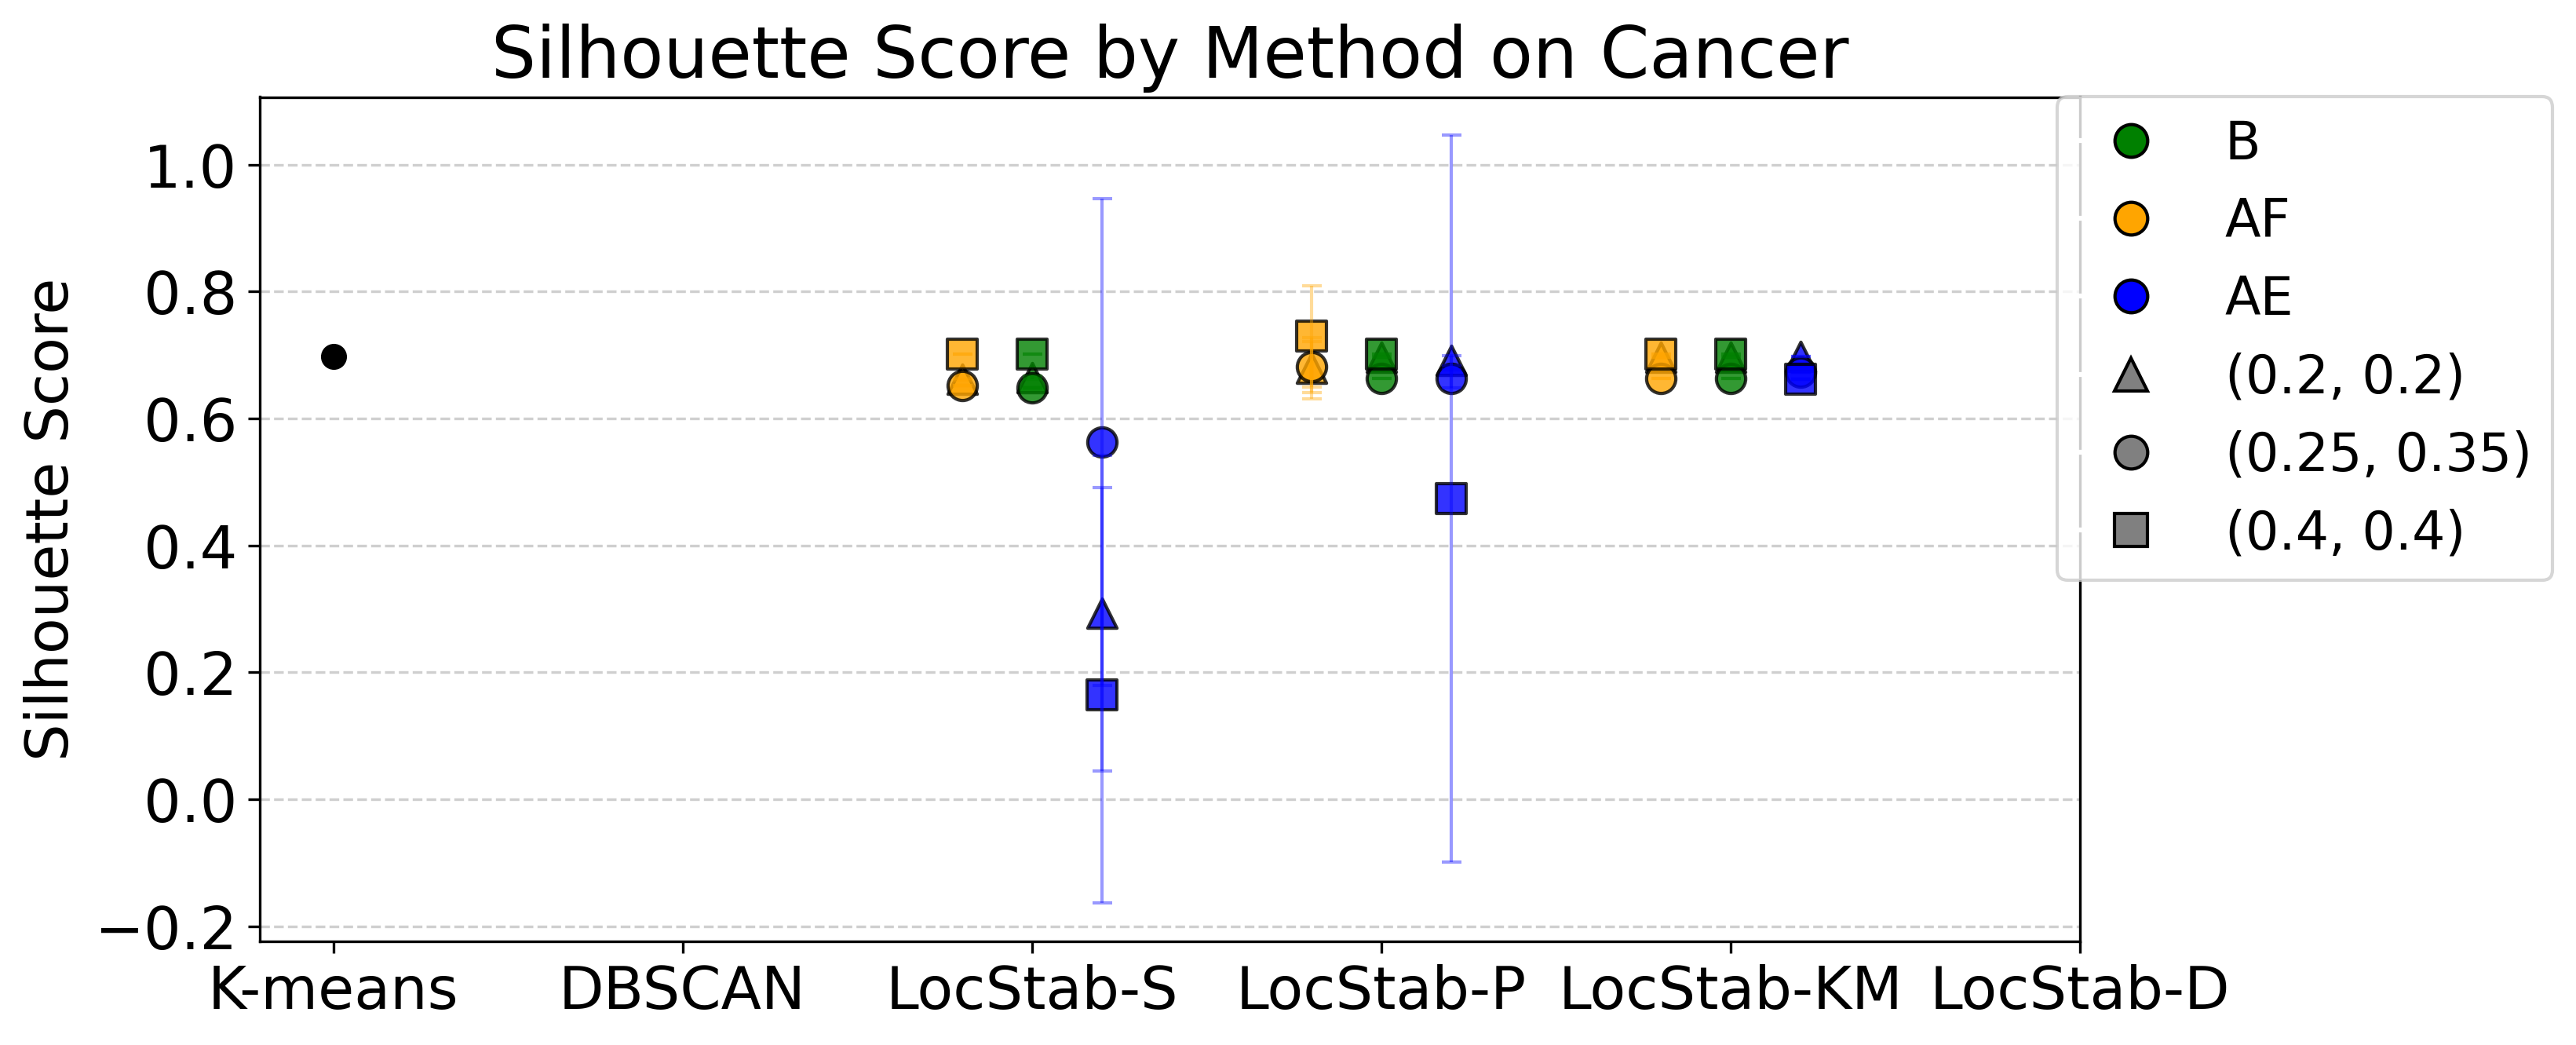 Silhouette Score by Method on Cancer
Silhouette Score
1.0
0.8
0.6
0.4
0.2
0.0
−0.2
K-means
DBSCAN
LocStab-S
LocStab-P
LocStab-KM
LocStab-D
B
AF
AE
(0.2, 0.2)
(0.25, 0.35)
(0.4, 0.4)